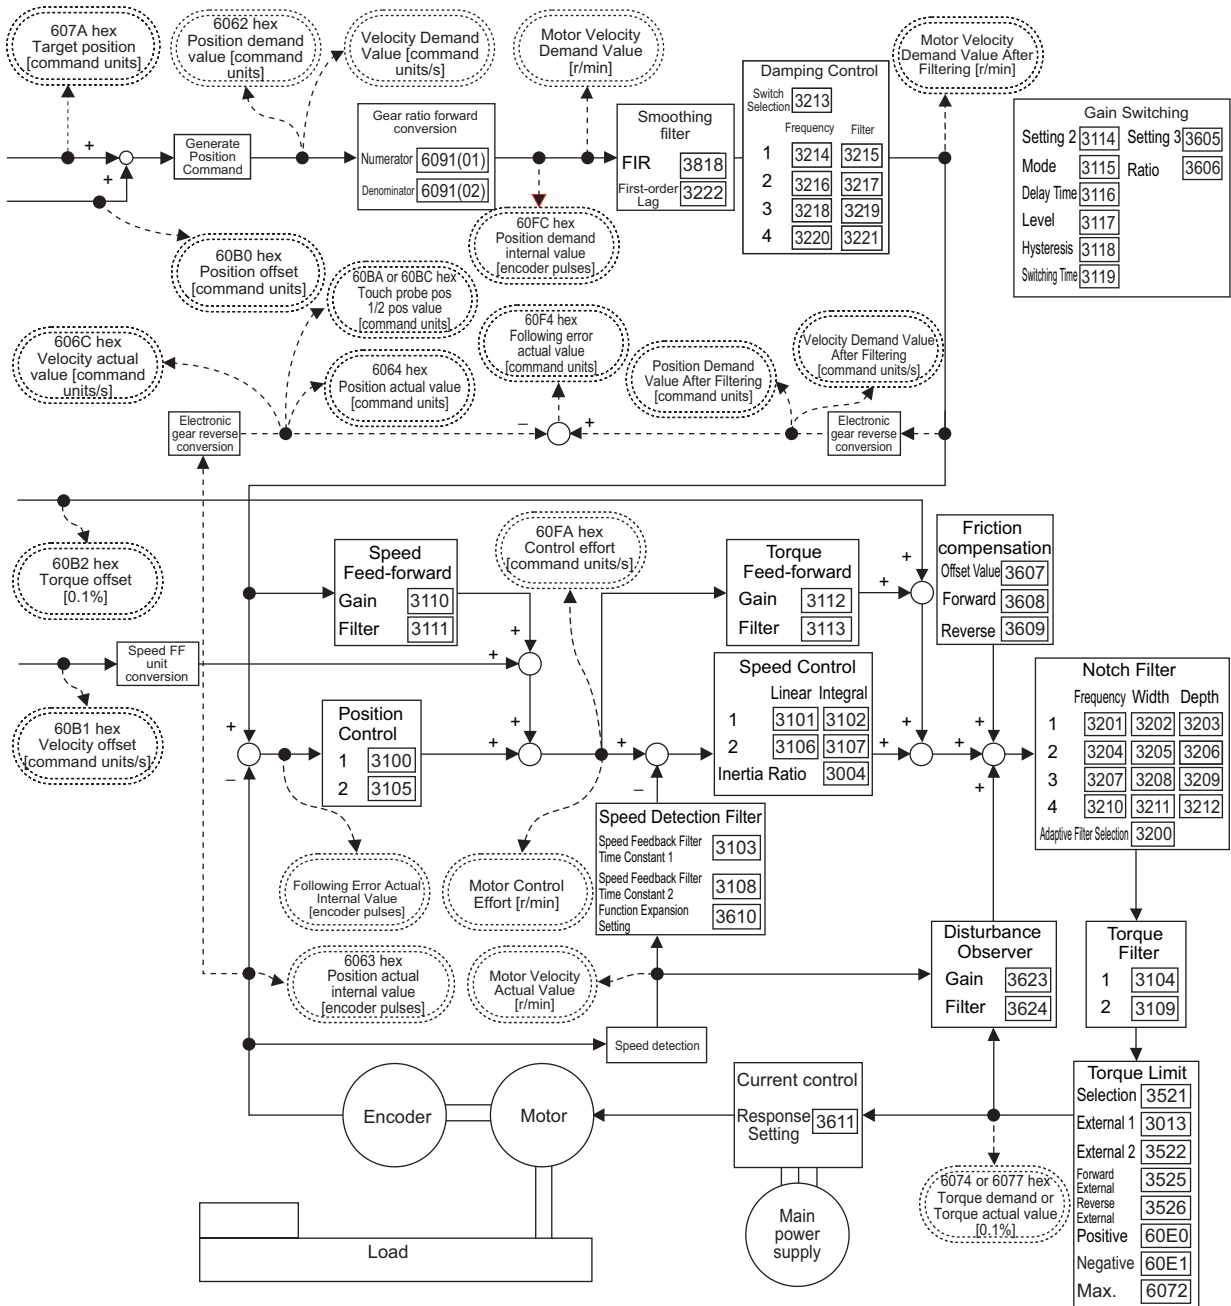 607A hex
Target position
[command units]
6062 hex
Position demand
value [command
units]
Velocity Demand
Value [command
units/s]
Motor Velocity
Demand Value
[r/min]
Motor Velocity
Demand Value After
Filtering [r/min]
+
+
Generate
Position
Command
Gear ratio forward
conversion
Numerator 6091(01)
Denominator 6091(02)
Smoothing
filter
FIR 3818
First-order
Lag
3222
Damping Control
Switch
Selection
3213
Frequency Filter
1 3214 3215
2 3216 3217
3 3218 3219
4 3220 3221
Gain Switching
Setting 2 3114 Setting 3 3605
Mode 3115 Ratio 3606
Delay Time 3116
Level 3117
Hysteresis 3118
Switching Time 3119
60B0 hex
Position offset
[command units]
60FC hex
Position demand
internal value
[encoder pulses]
606C hex
Velocity actual
value [command
units/s]
60BA or 60BC hex
Touch probe pos
1/2 pos value
[command units]
6064 hex
Position actual value
[command units]
60F4 hex
Following error
actual value
[command units]
Position Demand
Value After Filtering
[command units]
Velocity Demand Value
After Filtering
[command units/s]
Electronic
gear reverse
conversion
–
+
Electronic
gear reverse
conversion
60B2 hex
Torque offset
[0.1%]
Speed
Feed-forward
Gain 3110
Filter 3111
60FA hex
Control effort
[command units/s]
Torque
Feed-forward
Gain 3112
Filter 3113
+
+
Friction
compensation
Offset Value 3607
Forward 3608
Reverse 3609
Speed FF
unit
conversion
+
+
60B1 hex
Velocity offset
[command units/s]
+
–
Position
Control
1 3100
2 3105
+
+
+
–
Speed Control
Linear Integral
1 3101 3102
2 3106 3107
Inertia Ratio 3004
+
+
+
+
+
Notch Filter
Frequency Width Depth
1 3201 3202 3203
2 3204 3205 3206
3 3207 3208 3209
4 3210 3211 3212
Adaptive Filter Selection 3200
Following Error Actual
Internal Value
[encoder pulses]
Motor Control
Effort [r/min]
Speed Detection Filter
Speed Feedback Filter
Time Constant 1
3103
Speed Feedback Filter
Time Constant 2
3108
Function Expansion
Setting
3610
6063 hex
Position actual
internal value
[encoder pulses]
Motor Velocity
Actual Value
[r/min]
Disturbance
Observer
Gain 3623
Filter 3624
Torque
Filter
1 3104
2 3109
Speed detection
Encoder
Motor
Current control
Response
Setting
3611
Torque Limit
Selection 3521
External 1 3013
External 2 3522
Forward
External
3525
Reverse
External
3526
Positive 60E0
Negative 60E1
Max. 6072
6074 or 6077 hex
Torque demand or
Torque actual value
[0.1%]
Main
power
supply
Load